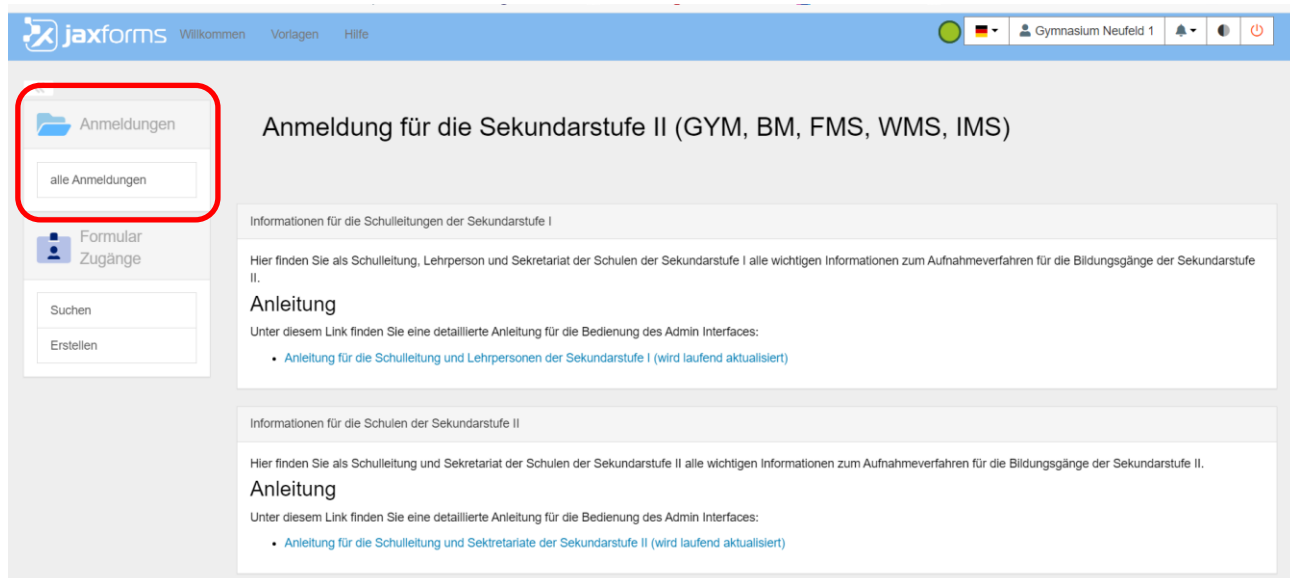 jaxforms Willkommen Vorlagen Hilfe Gymnasium Neufeld 1
Anmeldungen
alle Anmeldungen
Formular
Zugänge
Suchen
Erstellen
Anmeldung für die Sekundarstufe II (GYM, BM, FMS, WMS, IMS)
Informationen für die Schulleitungen der Sekundarstufe I
Hier finden Sie als Schulleitung, Lehrperson und Sekretariat der Schulen der Sekundarstufe I alle wichtigen Informationen zum Aufnahmeverfahren für die Bildungsgänge der Sekundarstufe
II.
Anleitung
Unter diesem Link finden Sie eine detaillierte Anleitung für die Bedienung des Admin Interfaces:
• Anleitung für die Schulleitung und Lehrpersonen der Sekundarstufe I (wird laufend aktualisiert)
Informationen für die Schulen der Sekundarstufe II
Hier finden Sie als Schulleitung und Sekretariat der Schulen der Sekundarstufe II alle wichtigen Informationen zum Aufnahmeverfahren für die Bildungsgänge der Sekundarstufe II.
Anleitung
Unter diesem Link finden Sie eine detaillierte Anleitung für die Bedienung des Admin Interfaces:
• Anleitung für die Schulleitung und Sektretariate der Sekundarstufe II (wird laufend aktualisiert)